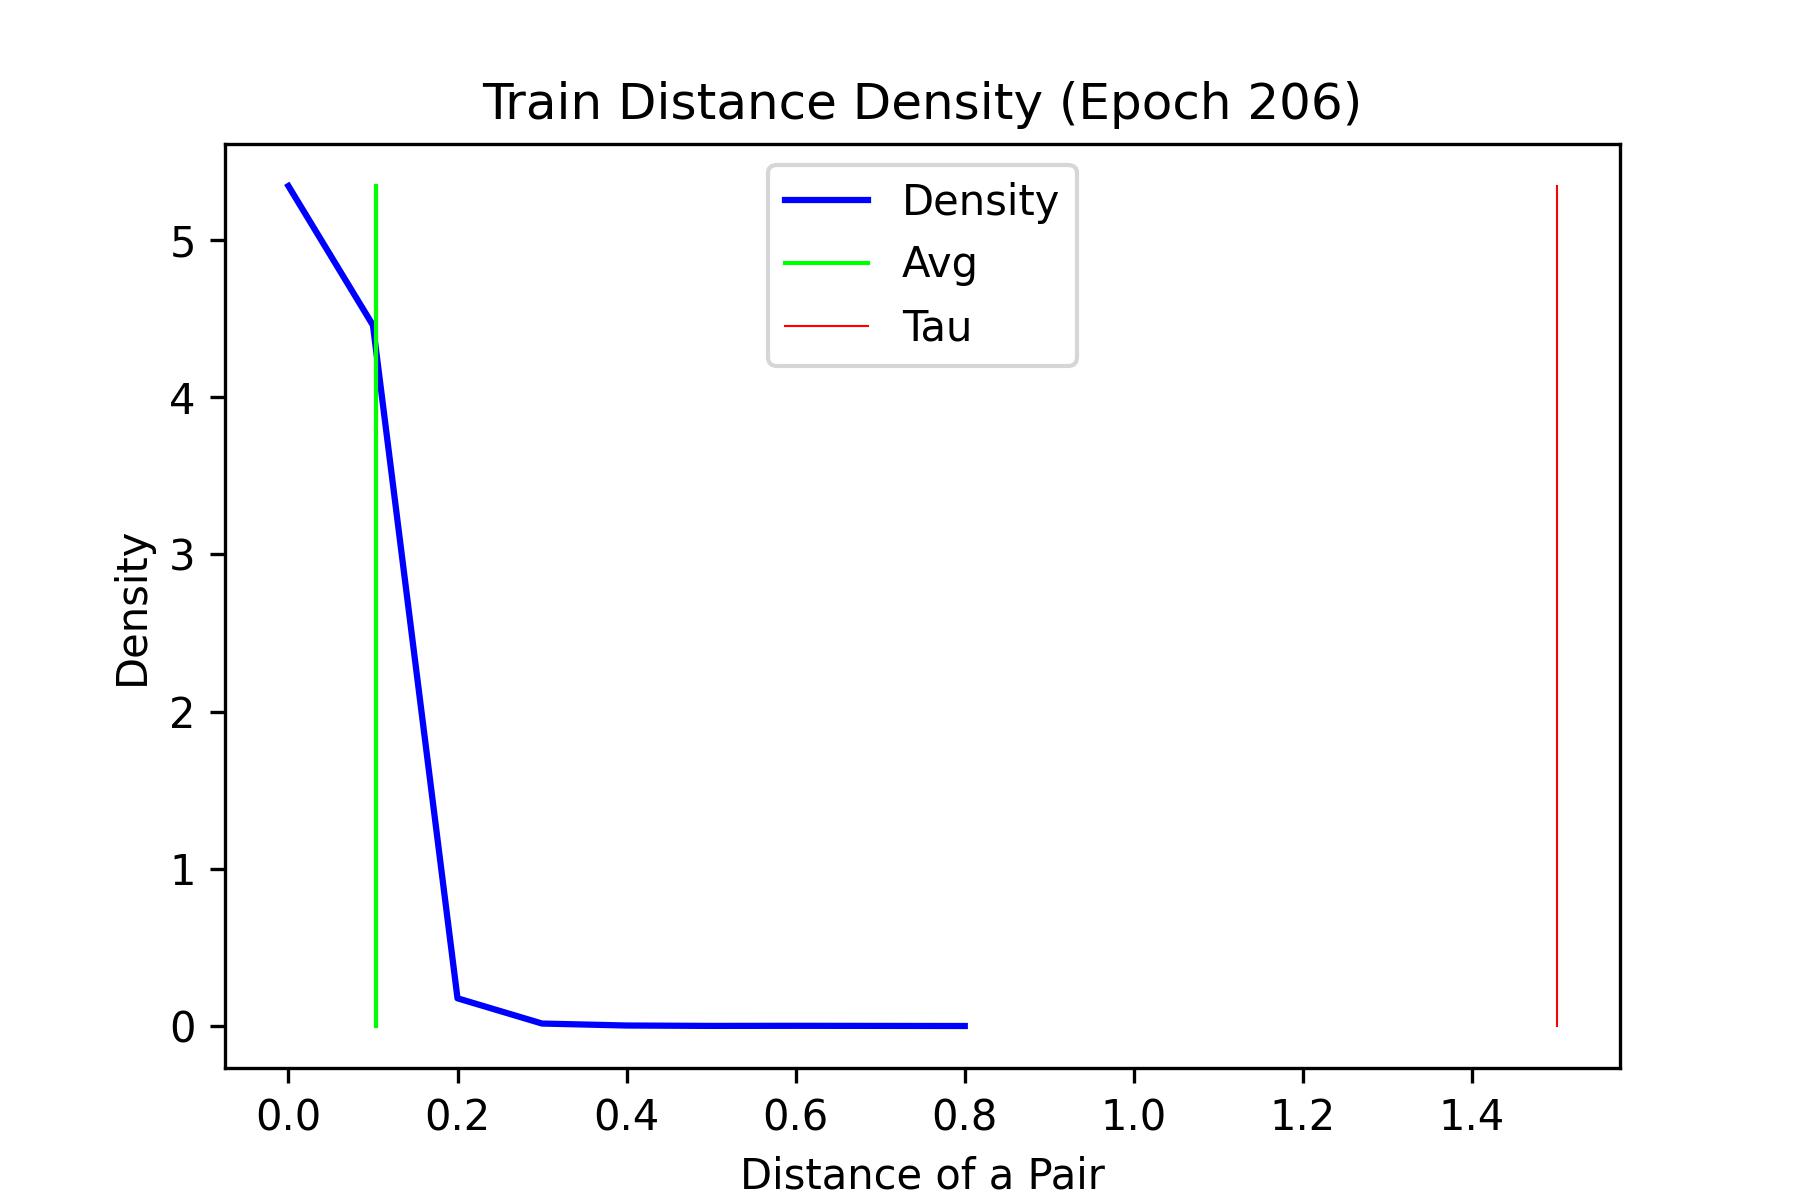 Train Distance Density (Epoch 206)
Density
Avg
Tau
Density
5
4
3
2
1
0
0.0 0.2 0.4 0.6 0.8 1.0 1.2 1.4
Distance of a Pair